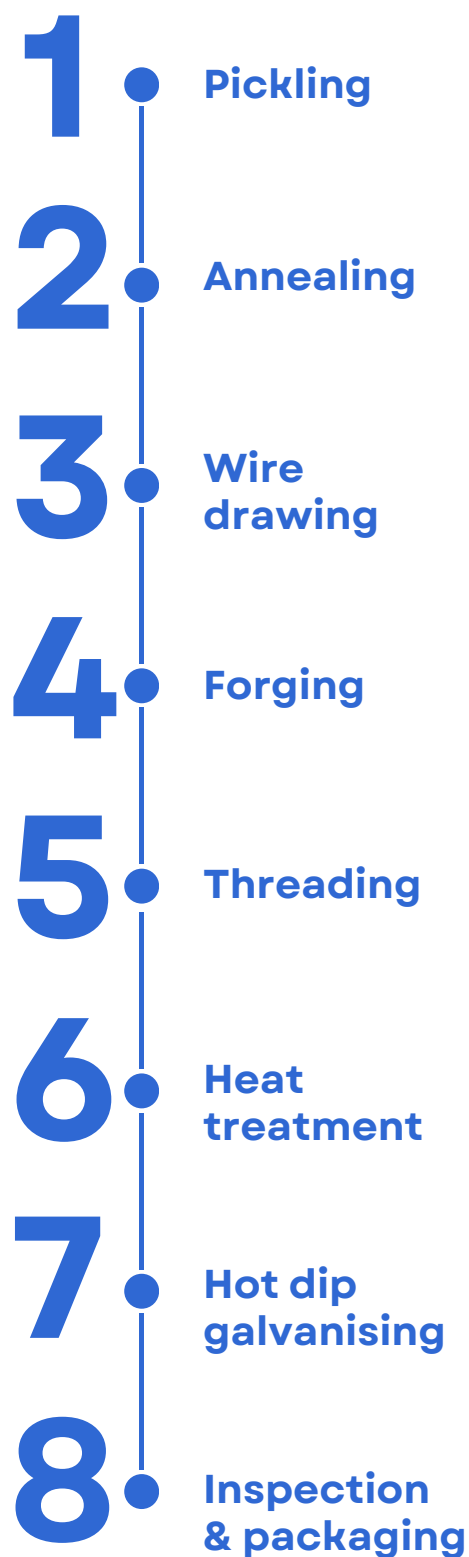 1
Pickling
2
Annealing
3
Wire
drawing
4
Forging
5
Threading
6
Heat
treatment
7
Hot dip
galvanising
8
Inspection
& packaging